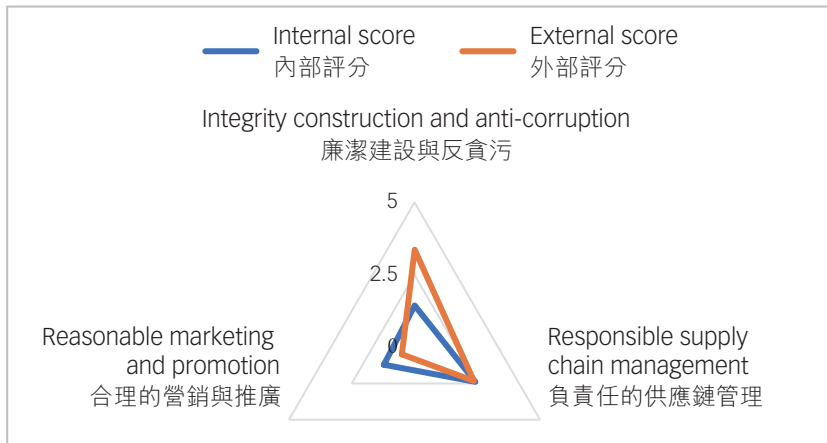 Internal score
內部評分
External score
外部評分
Integrity construction and anti-corruption
廉潔建設與反貪污
5
2.5
0
Reasonable marketing
and promotion
合理的營銷與推廣
Responsible supply
chain management
負責任的供應鏈管理